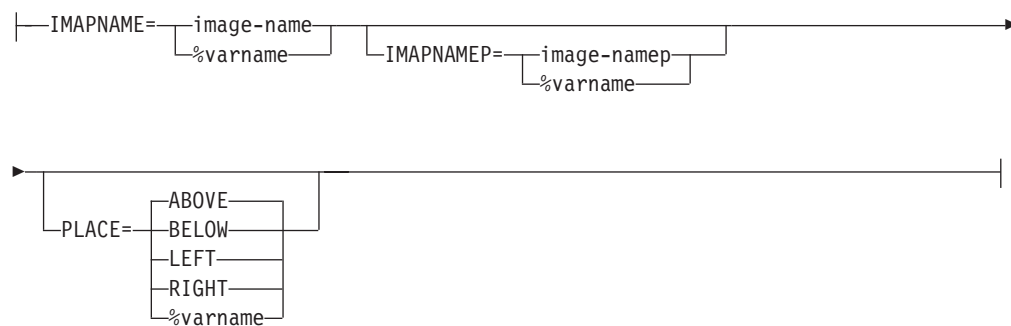 IMAPNAME= image-name
%varname
IMAPNAMEP= image-namep
%varname
PLACE= ABOVE
BELOW
LEFT
RIGHT
%varname